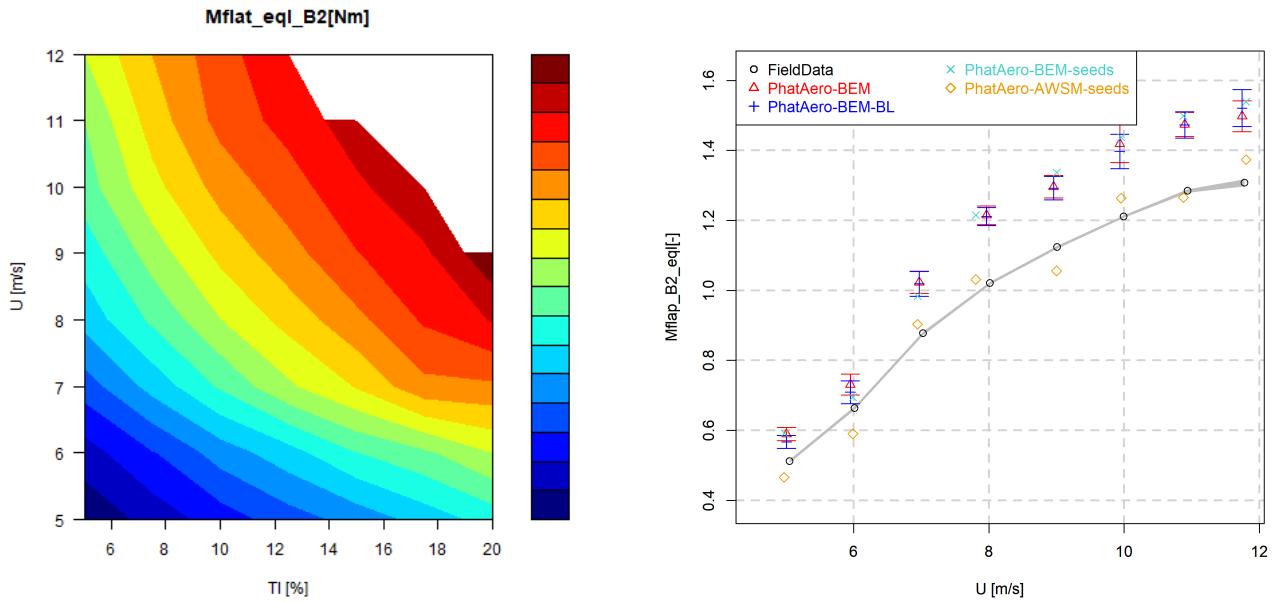 Mflat_eql_B2[Nm]
12
11
10
9
8
7
6
5
U [m/s]
6 8 10 12 14 16 18 20
TI [%]
FieldData
PhatAero-BEM
PhatAero-BEM-BL
PhatAero-BEM-seeds
PhatAero-AWSM-seeds
1.6
1.4
1.2
1.0
0.8
0.6
0.4
Mflap_B2_eql[-]
6 8 10 12
U [m/s]